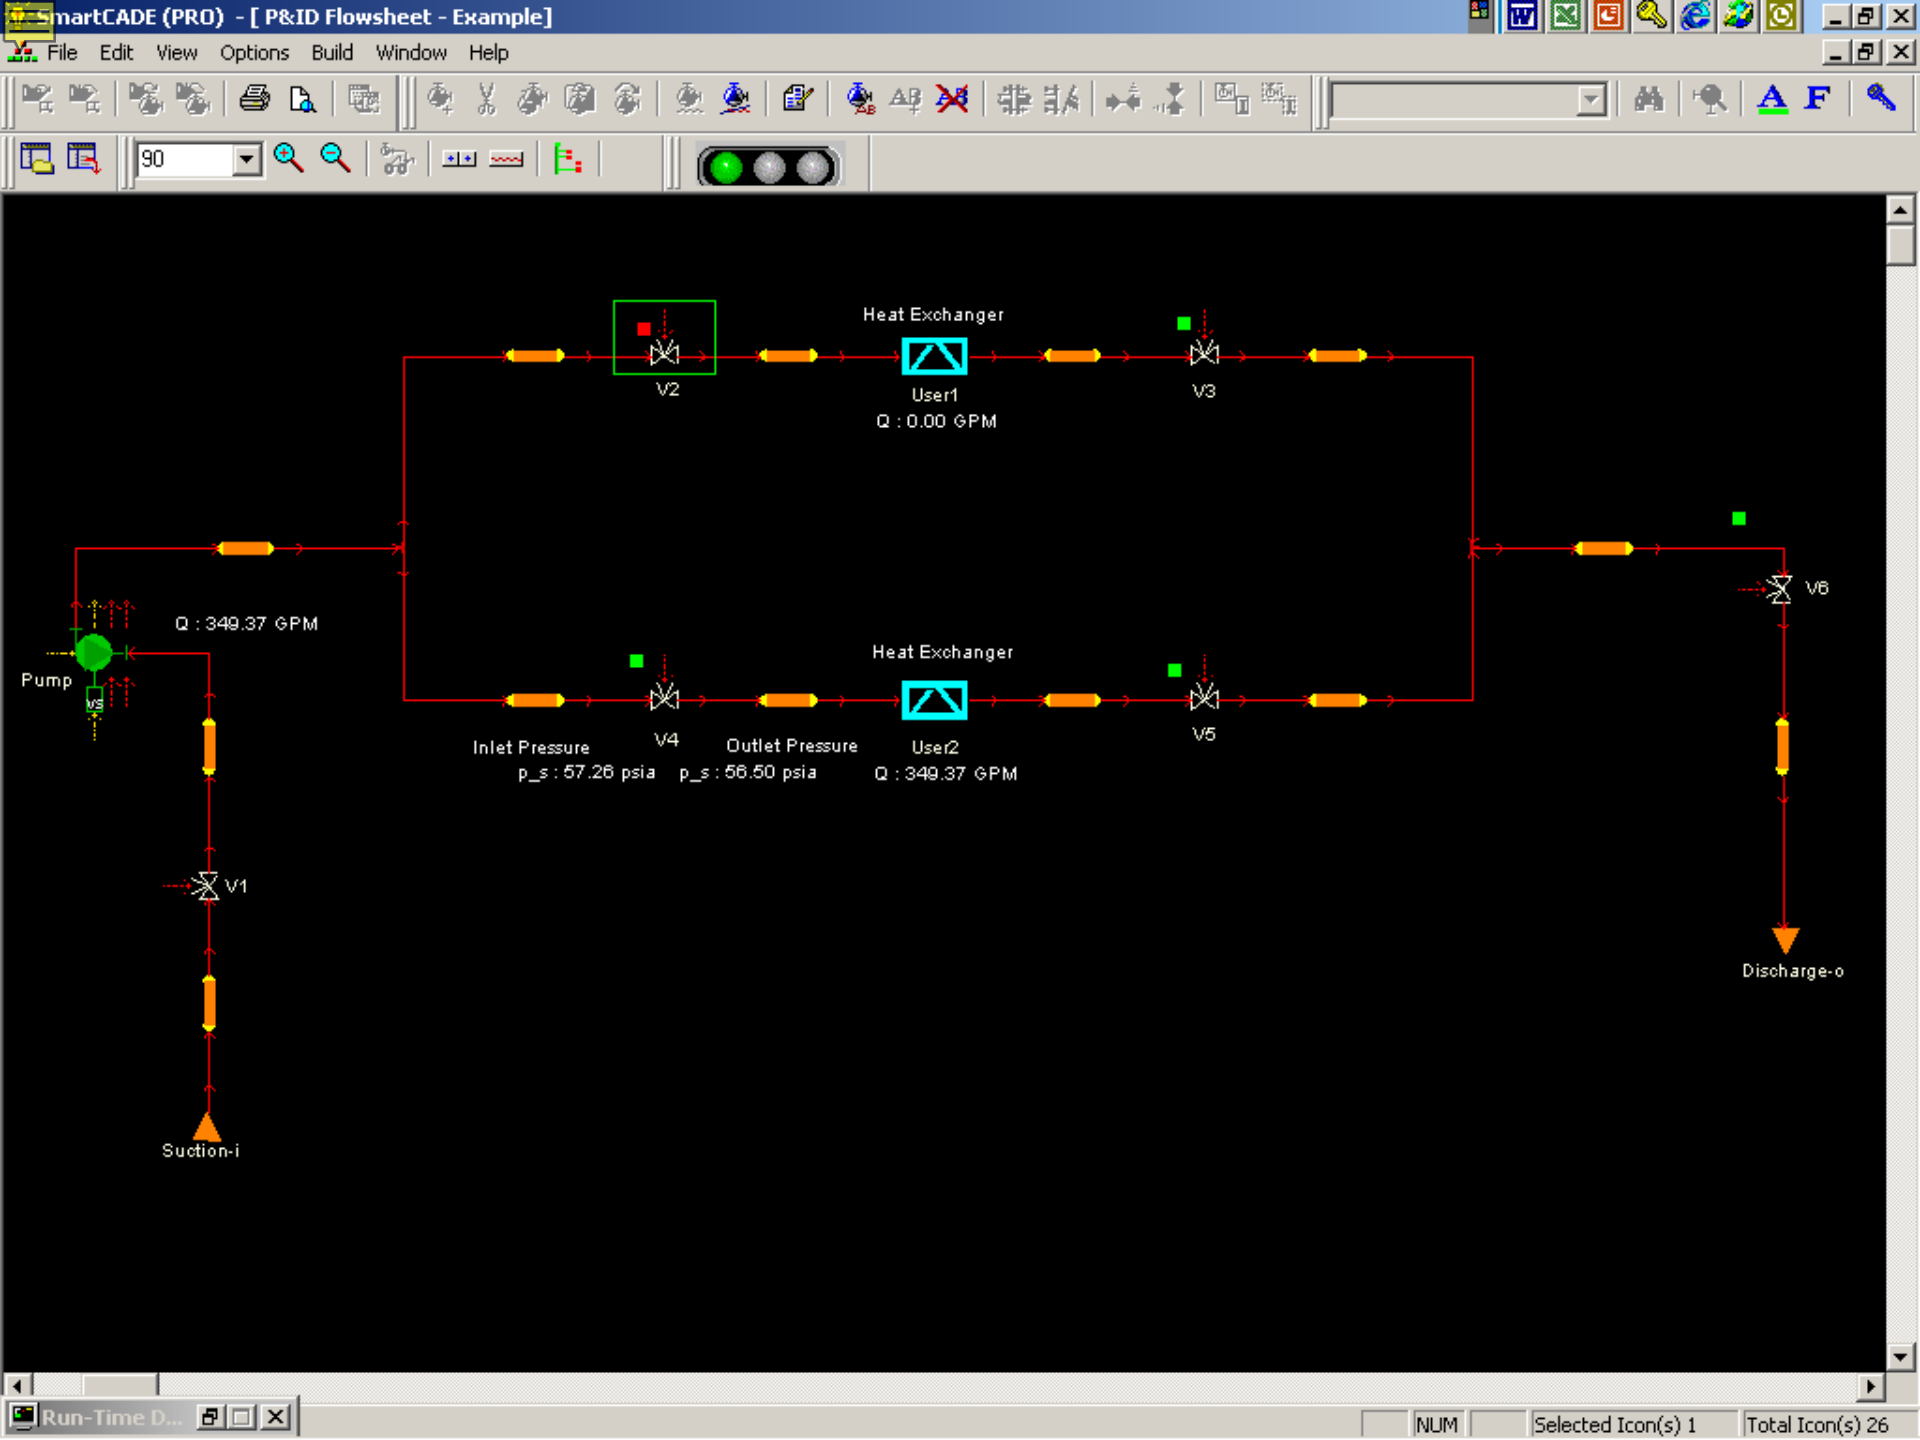 SmartCADE (PRO) - [ P&ID Flowsheet - Example]
File Edit View Options Build Window Help
90
Heat Exchanger
V2
User1
V3
Q : 0.00 GPM
V6
Q : 349.37 GPM
Heat Exchanger
Pump
VS
V4
V5
Inlet Pressure
Outlet Pressure
User2
p_s : 57.26 psia
p_s : 56.50 psia
Q : 349.37 GPM
V1
Discharge-o
Suction-i
Run-Time D...
NUM
Selected Icon(s) 1
Total Icon(s) 26